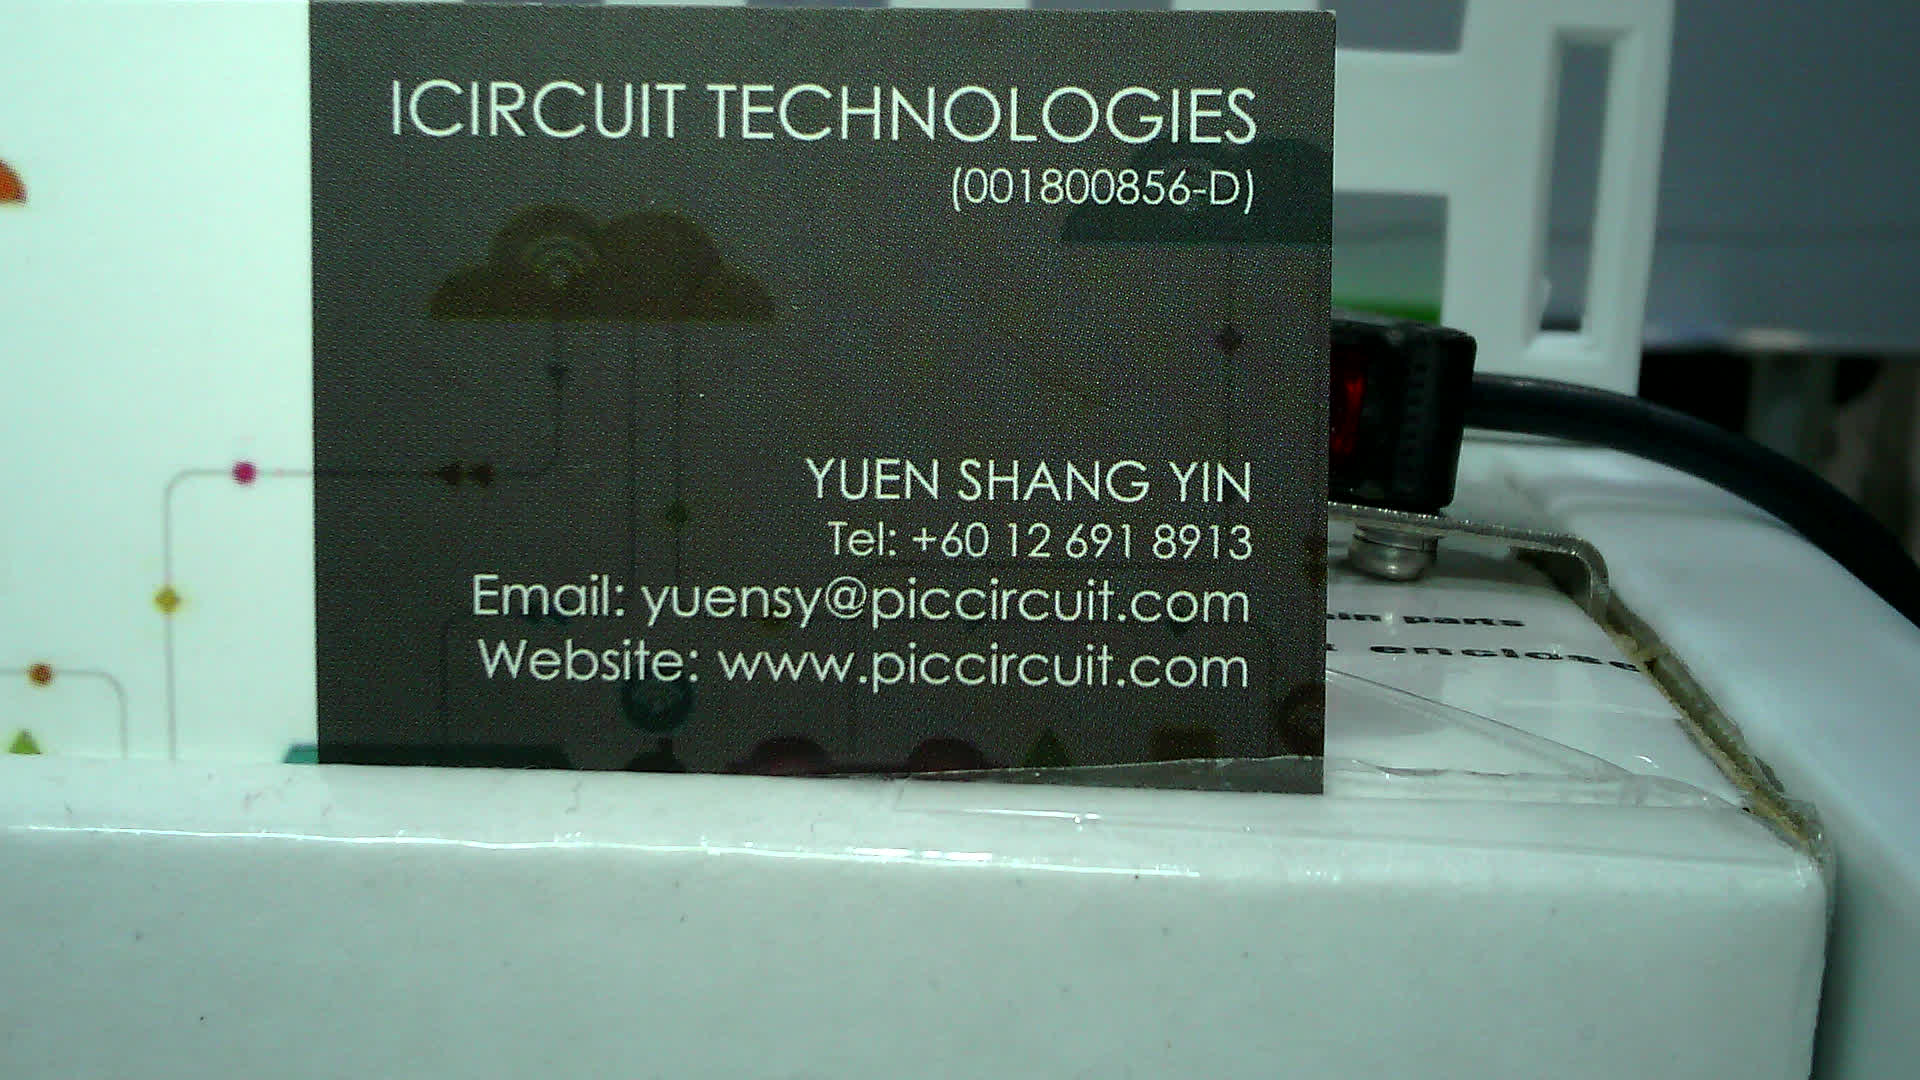 ICIRCUIT TECHNOLOGIES
(001800856-D)
YUEN SHANG YIN
Tel: +60 12 691 8913
Email: yuensy@piccircuit.com
Website: www.piccircuit.com
parts